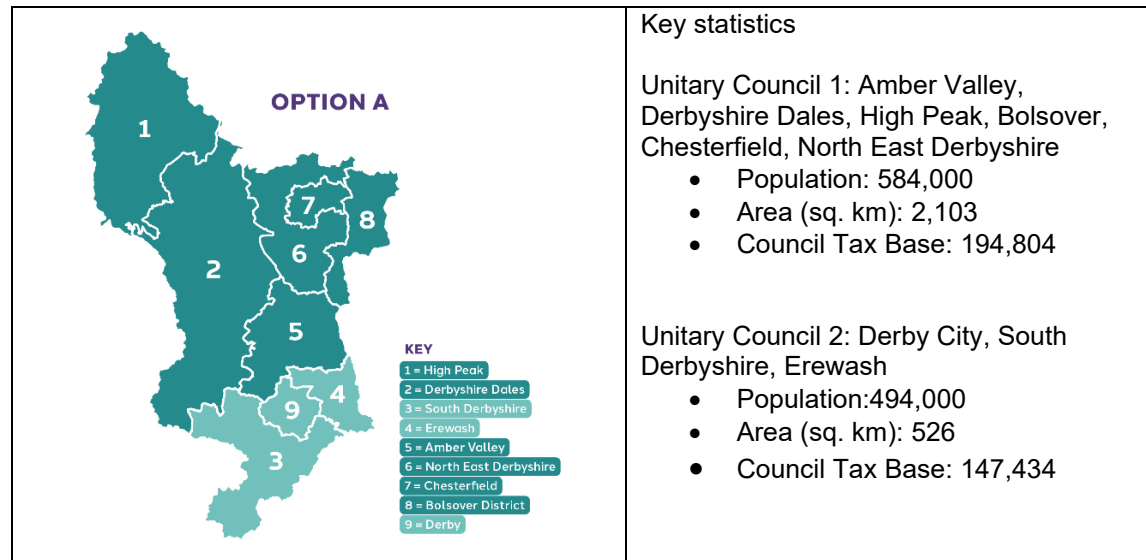 OPTION A
1
2
7
8
6
5
4
9
3
KEY
1 = High Peak
2 = Derbyshire Dales
3 = South Derbyshire
4 = Erewash
5 = Amber Valley
6 = North East Derbyshire
7 = Chesterfield
8 = Bolsover District
9 = Derby
Key statistics
Unitary Council 1: Amber Valley,
Derbyshire Dales, High Peak, Bolsover,
Chesterfield, North East Derbyshire
• Population: 584,000
• Area (sq. km): 2,103
• Council Tax Base: 194,804
Unitary Council 2: Derby City, South
Derbyshire, Erewash
• Population:494,000
• Area (sq. km): 526
• Council Tax Base: 147,434